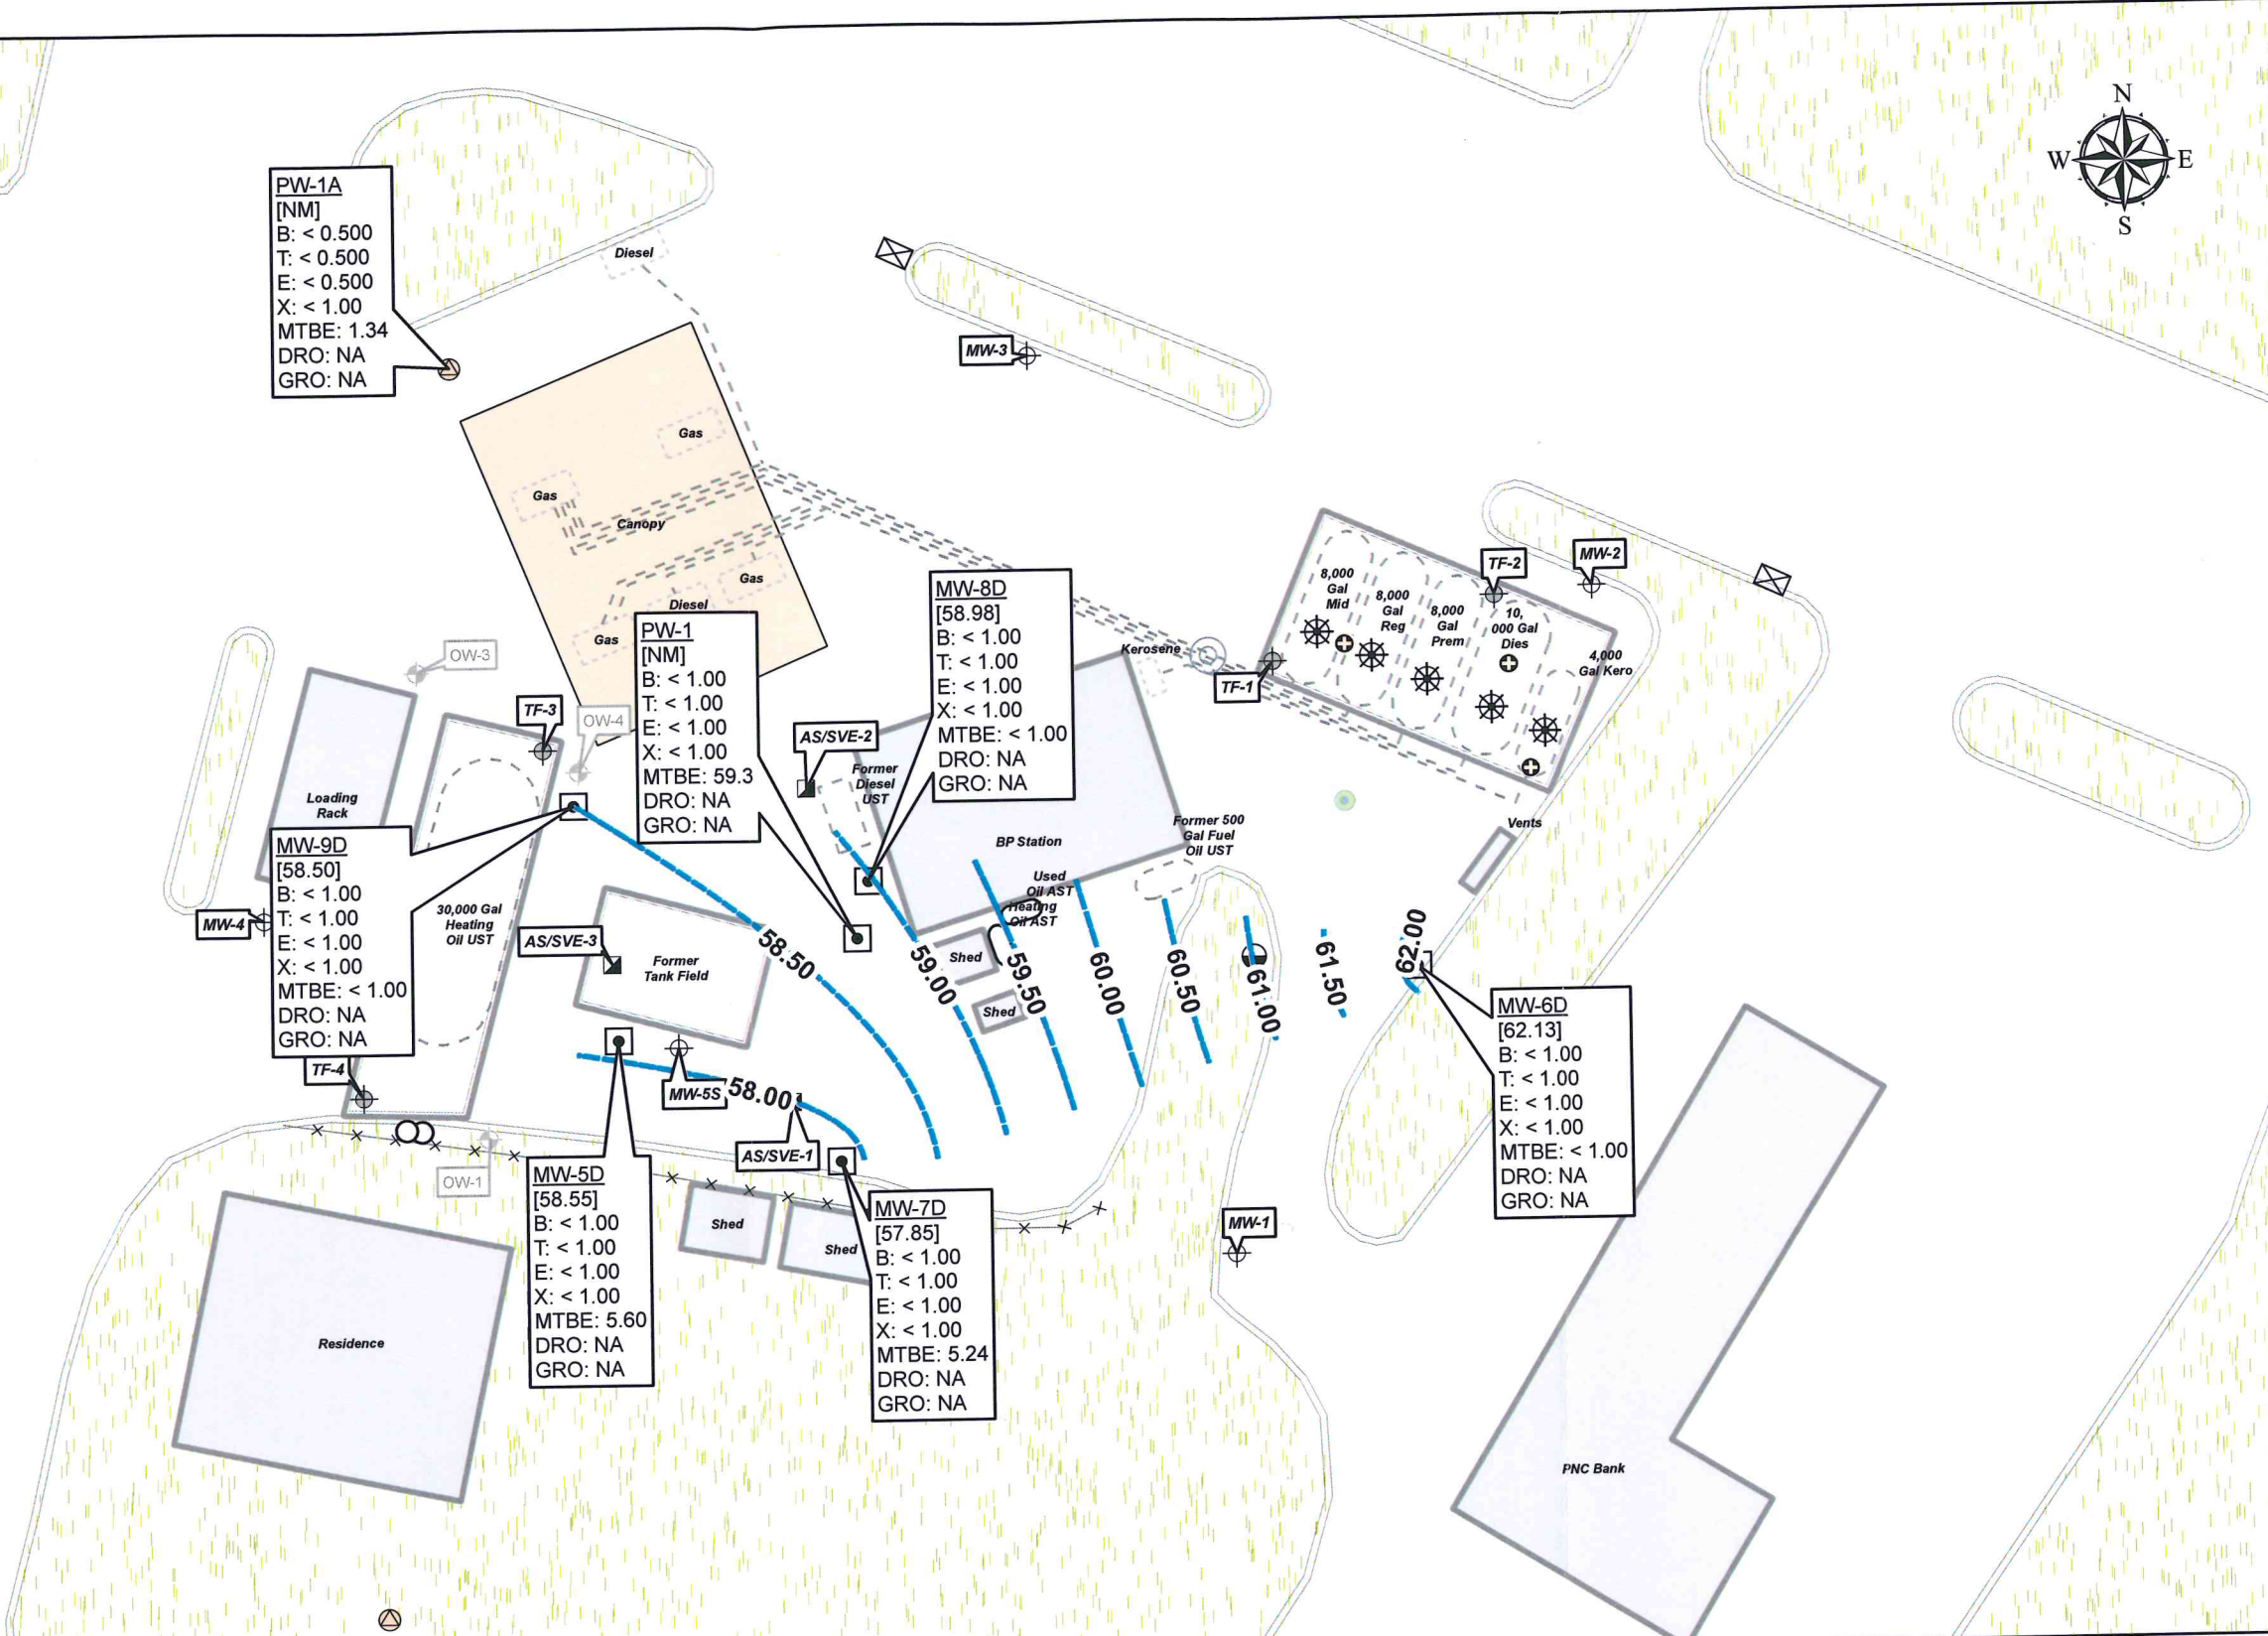 N
W
E
S
PW-1A
[NM]
B: < 0.500
T: < 0.500
E: < 0.500
X: < 1.00
MTBE: 1.34
DRO: NA
GRO: NA
Diesel
MW-3
Gas
Gas
Canopy
Gas
Diesel
Gas
PW-1
[NM]
B: < 1.00
T: < 1.00
E: < 1.00
X: < 1.00
MTBE: 59.3
DRO: NA
GRO: NA
MW-8D
[58.98]
B: < 1.00
T: < 1.00
E: < 1.00
X: < 1.00
MTBE: < 1.00
DRO: NA
GRO: NA
TF-2
MW-2
8,000
Gal
Mid
8,000
Gal
Reg
8,000
Gal
Prem
10,
000 Gal
Dies
4,000
Gal Kero
Kerosene
TF-1
OW-3
TF-3
OW-4
AS/SVE-2
Former
Diesel
UST
Loading
Rack
BP Station
Former 500
Gal Fuel
Oil UST
Vents
Used
Oil AST
Heating
Oil AST
MW-9D
[58.50]
B: < 1.00
T: < 1.00
E: < 1.00
X: < 1.00
MTBE: < 1.00
DRO: NA
GRO: NA
MW-4
30,000 Gal
Heating
Oil UST
AS/SVE-3
Former
Tank Field
Shed
Shed
58.50
59.00
59.50
60.00
60.50
61.00
61.50
62.00
MW-6D
[62.13]
B: < 1.00
T: < 1.00
E: < 1.00
X: < 1.00
MTBE: < 1.00
DRO: NA
GRO: NA
TF-4
MW-5S
58.00
AS/SVE-1
OW-1
MW-5D
[58.55]
B: < 1.00
T: < 1.00
E: < 1.00
X: < 1.00
MTBE: 5.60
DRO: NA
GRO: NA
Shed
Shed
MW-7D
[57.85]
B: < 1.00
T: < 1.00
E: < 1.00
X: < 1.00
MTBE: 5.24
DRO: NA
GRO: NA
MW-1
Residence
PNC Bank